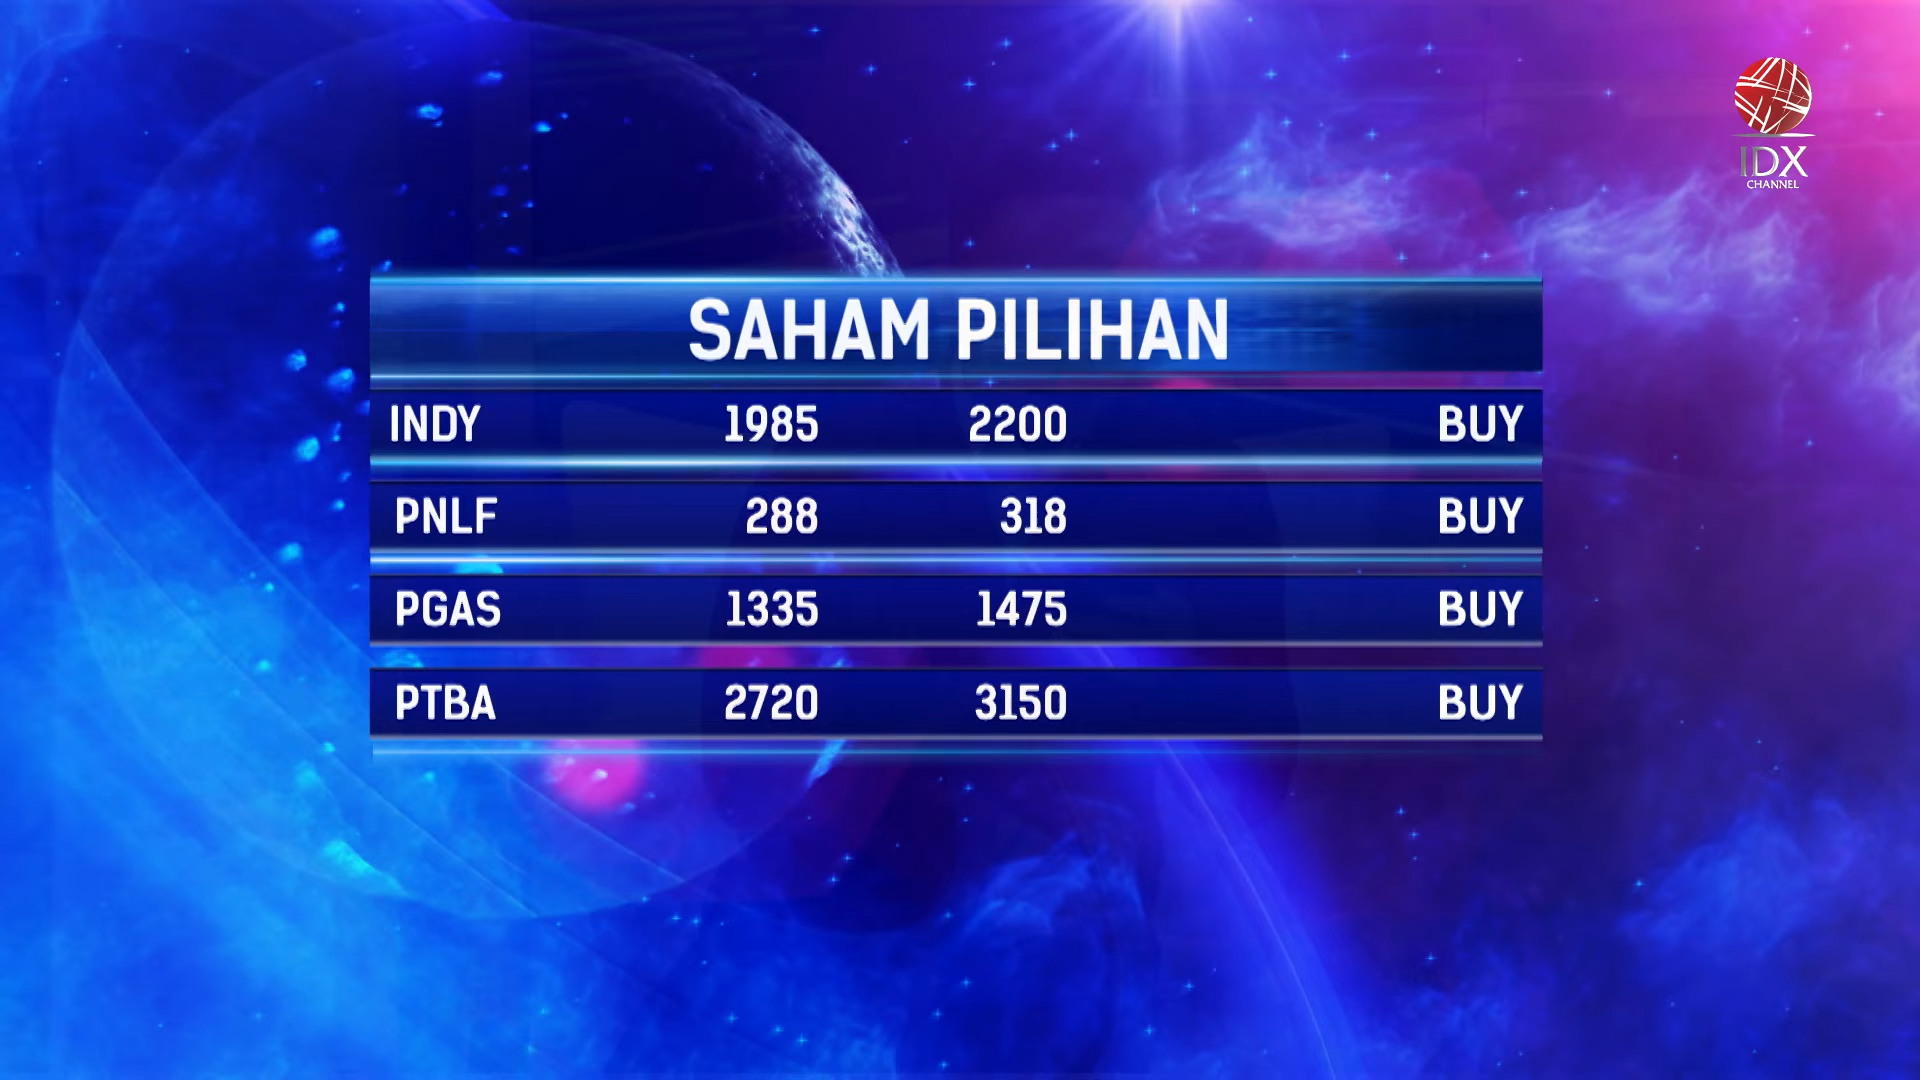 IDX
CHANNEL
SAHAM PILIHAN
INDY 1985 2200 BUY
PNLF 288 318 BUY
PGAS 1335 1475 BUY
PTBA 2720 3150 BUY